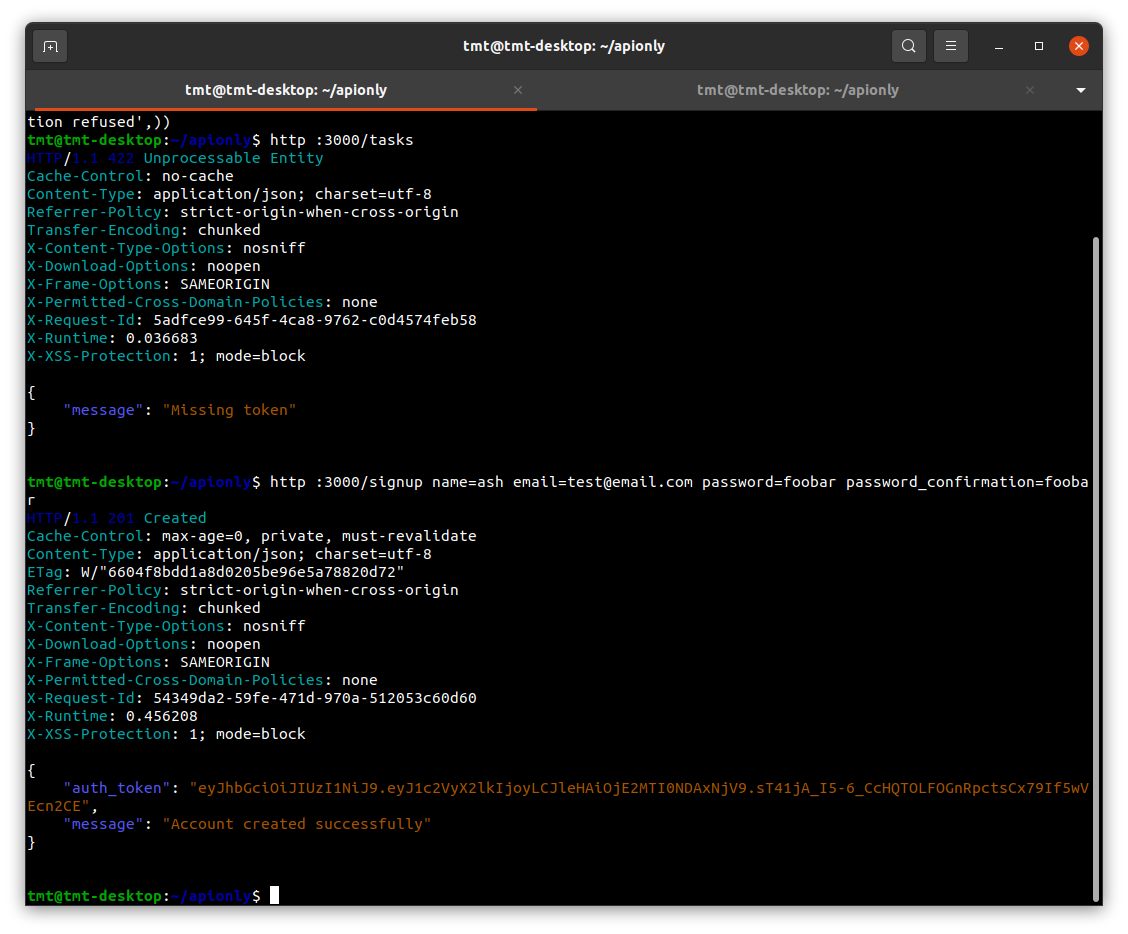 tmt@tmt-desktop: ~/apionly
tmt@tmt-desktop: ~/apionly
tmt@tmt-desktop: ~/apionly
tion refused',))
tmt@tmt-desktop:~/apionly$ http :3000/tasks
HTTP/1.1 422 Unprocessable Entity
Cache-Control: no-cache
Content-Type: application/json; charset=utf-8
Referrer-Policy: strict-origin-when-cross-origin
Transfer-Encoding: chunked
X-Content-Type-Options: nosniff
X-Download-Options: noopen
X-Frame-Options: SAMEORIGIN
X-Permitted-Cross-Domain-Policies: none
X-Request-Id: 5adfce99-645f-4ca8-9762-c0d4574feb58
X-Runtime: 0.036683
X-XSS-Protection: 1; mode=block
{
    "message": "Missing token"
}
tmt@tmt-desktop:~/apionly$ http :3000/signup name=ash email=test@email.com password=foobar password_confirmation=fooba
r
HTTP/1.1 201 Created
Cache-Control: max-age=0, private, must-revalidate
Content-Type: application/json; charset=utf-8
ETag: W/"6604f8bdd1a8d0205be96e5a78820d72"
Referrer-Policy: strict-origin-when-cross-origin
Transfer-Encoding: chunked
X-Content-Type-Options: nosniff
X-Download-Options: noopen
X-Frame-Options: SAMEORIGIN
X-Permitted-Cross-Domain-Policies: none
X-Request-Id: 54349da2-59fe-471d-970a-512053c60d60
X-Runtime: 0.456208
X-XSS-Protection: 1; mode=block
{
    "auth_token": "eyJhbGciOiJIUzI1NiJ9.eyJ1c2VyX2lkIjoyLCJleHAiOjE2MTI0NDAxNjV9.sT41jA_I5-6_CcHQTOLFOGnRpctsCx79If5wV
Ecn2CE",
    "message": "Account created successfully"
}
tmt@tmt-desktop:~/apionly$